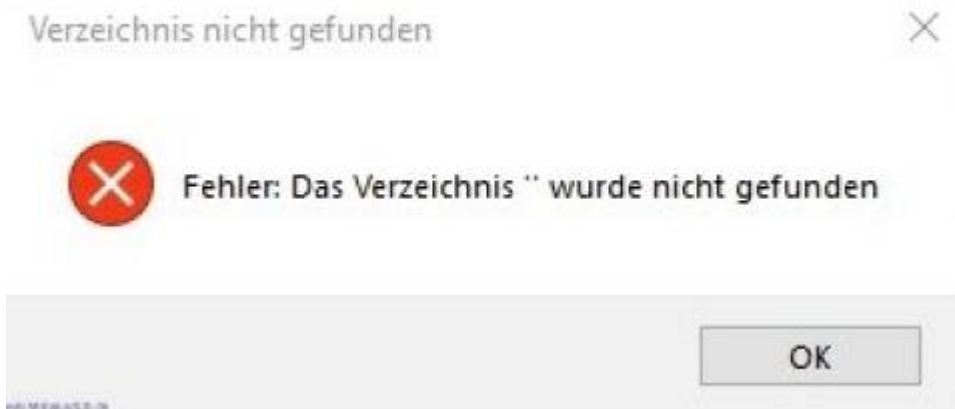 Verzeichnis nicht gefunden
Fehler: Das Verzeichnis '' wurde nicht gefunden
OK